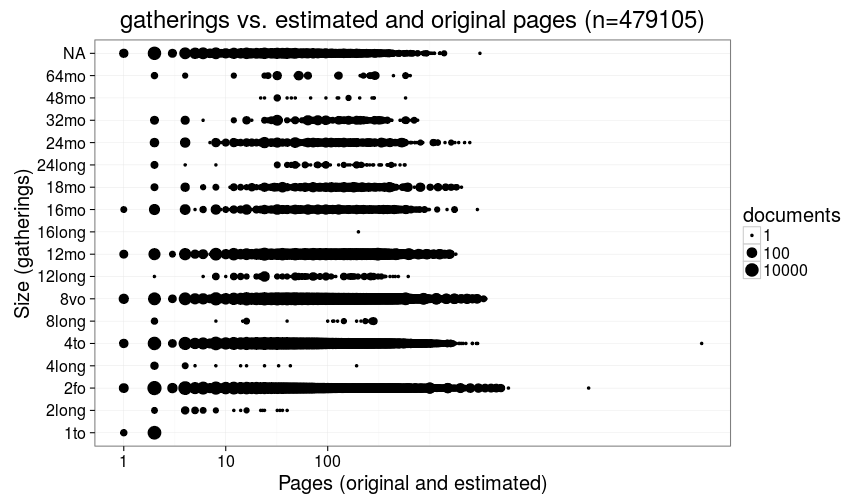 gatherings vs. estimated and original pages (n=479105)
NA
64mo
48mo
32mo
24mo
24long
18mo
16mo
16long
12mo
12long
8vo
8long
4to
4long
2fo
2long
1to
Size (gatherings)
1 10 100
Pages (original and estimated)
documents
1
100
10000